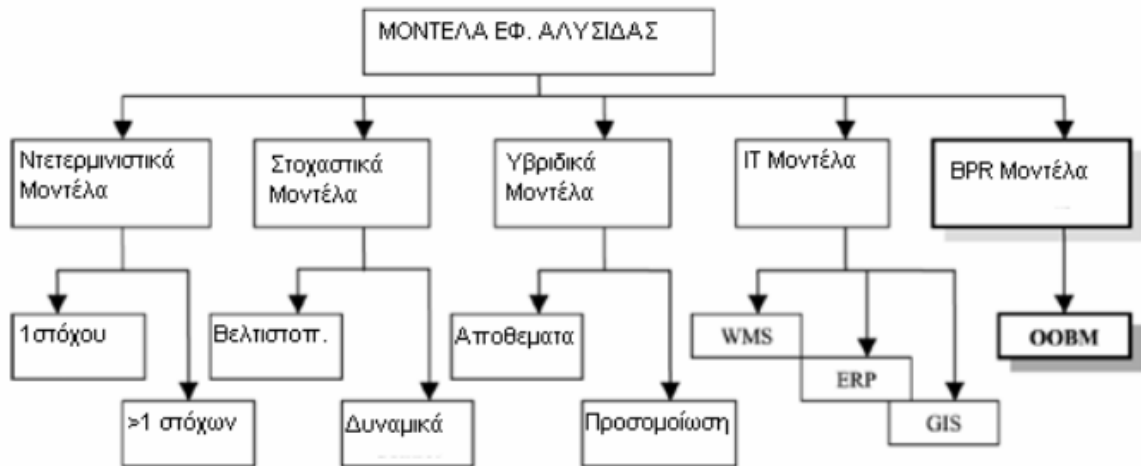 ΜΟΝΤΕΛΑ ΕΦ. ΑΛΥΣΙΔΑΣ
Ντετερμινιστικά
Μοντέλα
Στοχαστικά
Μοντέλα
Υβριδικά
Μοντέλα
IT Μοντέλα
BPR Μοντέλα
1στόχου
>1 στόχων
Βελτιστοπ.
Δυναμικά
Αποθεματα
Προσομοίωση
WMS
ERP
GIS
OOBM